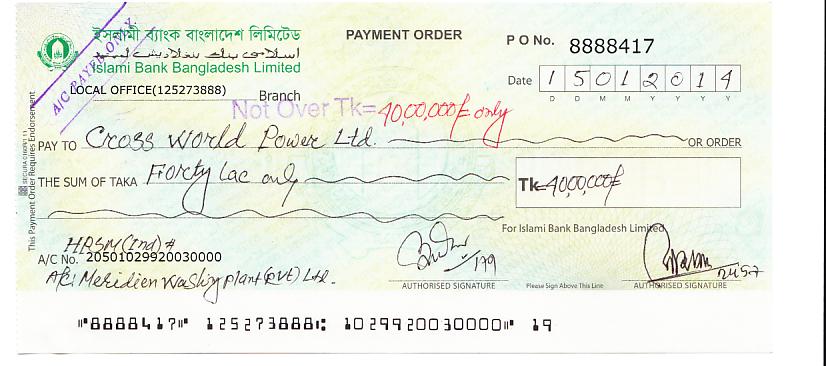 ইসলামী ব্যাংক বাংলাদেশ লিমিটেড
Islami Bank Bangladesh Limited
PAYMENT ORDER
P O No. 8888417
A/C PAYEE ONLY
LOCAL OFFICE(125273888) Branch
Date 1 5 0 1 2 0 1 4
D D M M Y Y Y Y
Not Over Tk= 40,00,000/- only
PAY TO Cross World Power Ltd. OR ORDER
THE SUM OF TAKA Forty lac only
Tk=40,00,000/-
This Payment Order Requires Endorsement
For Islami Bank Bangladesh Limited
HPSM(Ind)#
A/C No. 20501029920030000
A/C: Meridien Washing plant (PVT) Ltd.
AUTHORISED SIGNATURE
Please Sign Above This Line
AUTHORISED SIGNATURE
⑈8888417⑈ 125273888⑆ 1029920030000⑈ 19